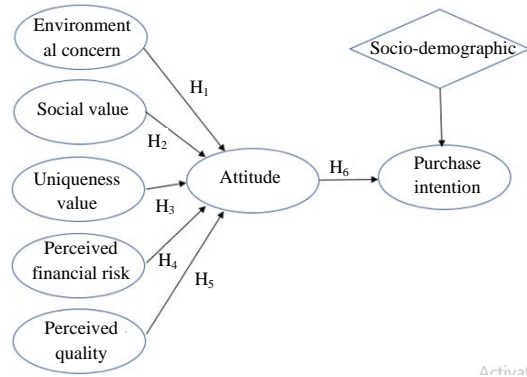 Environment
al concern
Socio-demographic
H1
Social value
H2
Attitude
H6
Purchase
intention
Uniqueness
value
H3
Perceived
financial risk
H4
H5
Perceived
quality
Activat